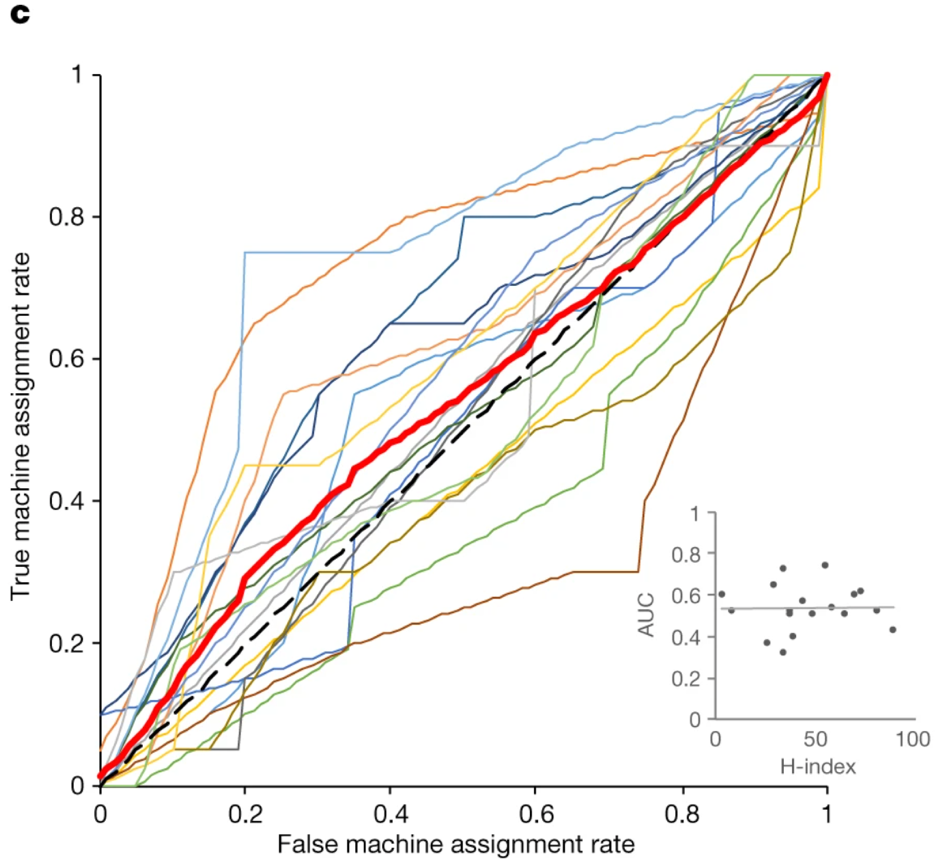 c
True machine assignment rate
1
0.8
0.6
0.4
0.2
0
0 0.2 0.4 0.6 0.8 1
False machine assignment rate
AUC
1
0.8
0.6
0.4
0.2
0
0 50 100
H-index